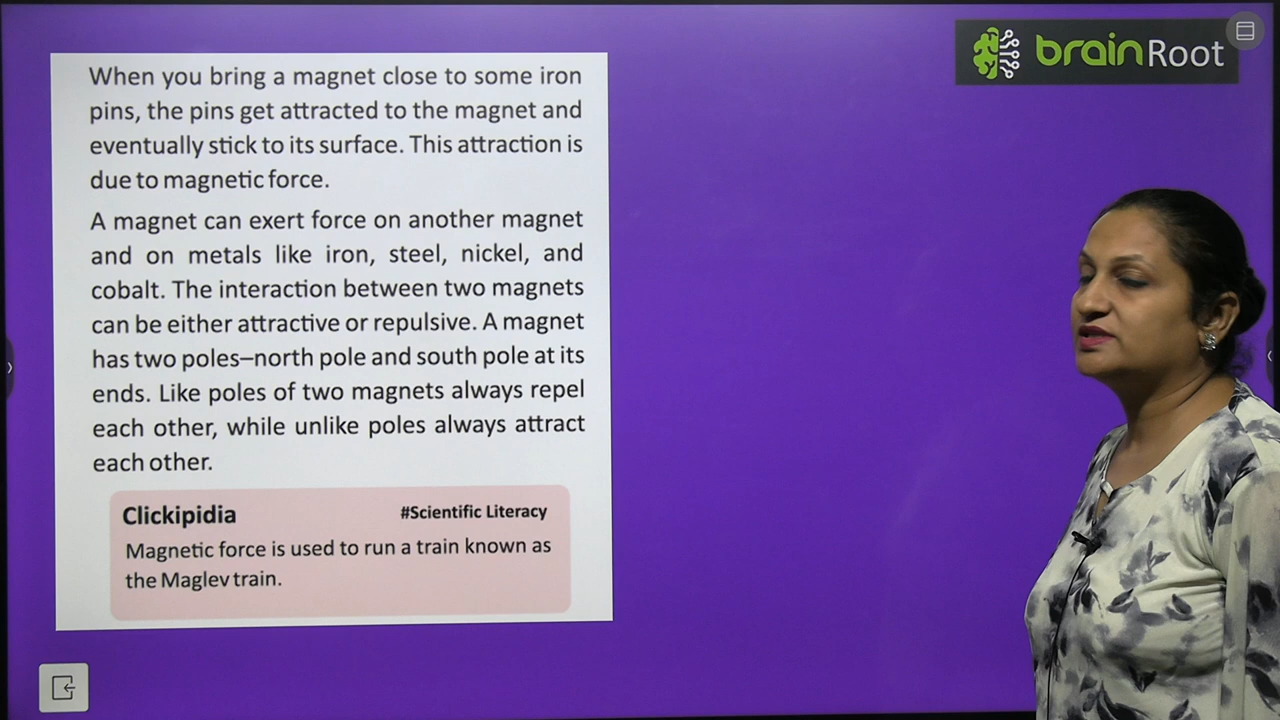 When you bring a magnet close to some iron
pins, the pins get attracted to the magnet and
eventually stick to its surface. This attraction is
due to magnetic force.
A magnet can exert force on another magnet
and on metals like iron, steel, nickel, and
cobalt. The interaction between two magnets
can be either attractive or repulsive. A magnet
has two poles–north pole and south pole at its
ends. Like poles of two magnets always repel
each other, while unlike poles always attract
each other.
Clickipidia #Scientific Literacy
Magnetic force is used to run a train known as
the Maglev train.
brainRoot